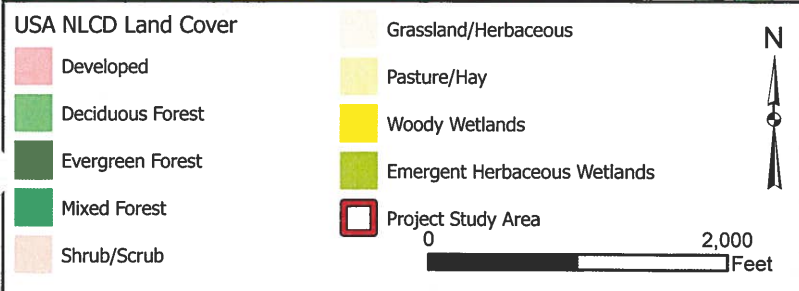 USA NLCD Land Cover
Developed
Deciduous Forest
Evergreen Forest
Mixed Forest
Shrub/Scrub
Grassland/Herbaceous
Pasture/Hay
Woody Wetlands
Emergent Herbaceous Wetlands
Project Study Area
N
0 2,000
Feet